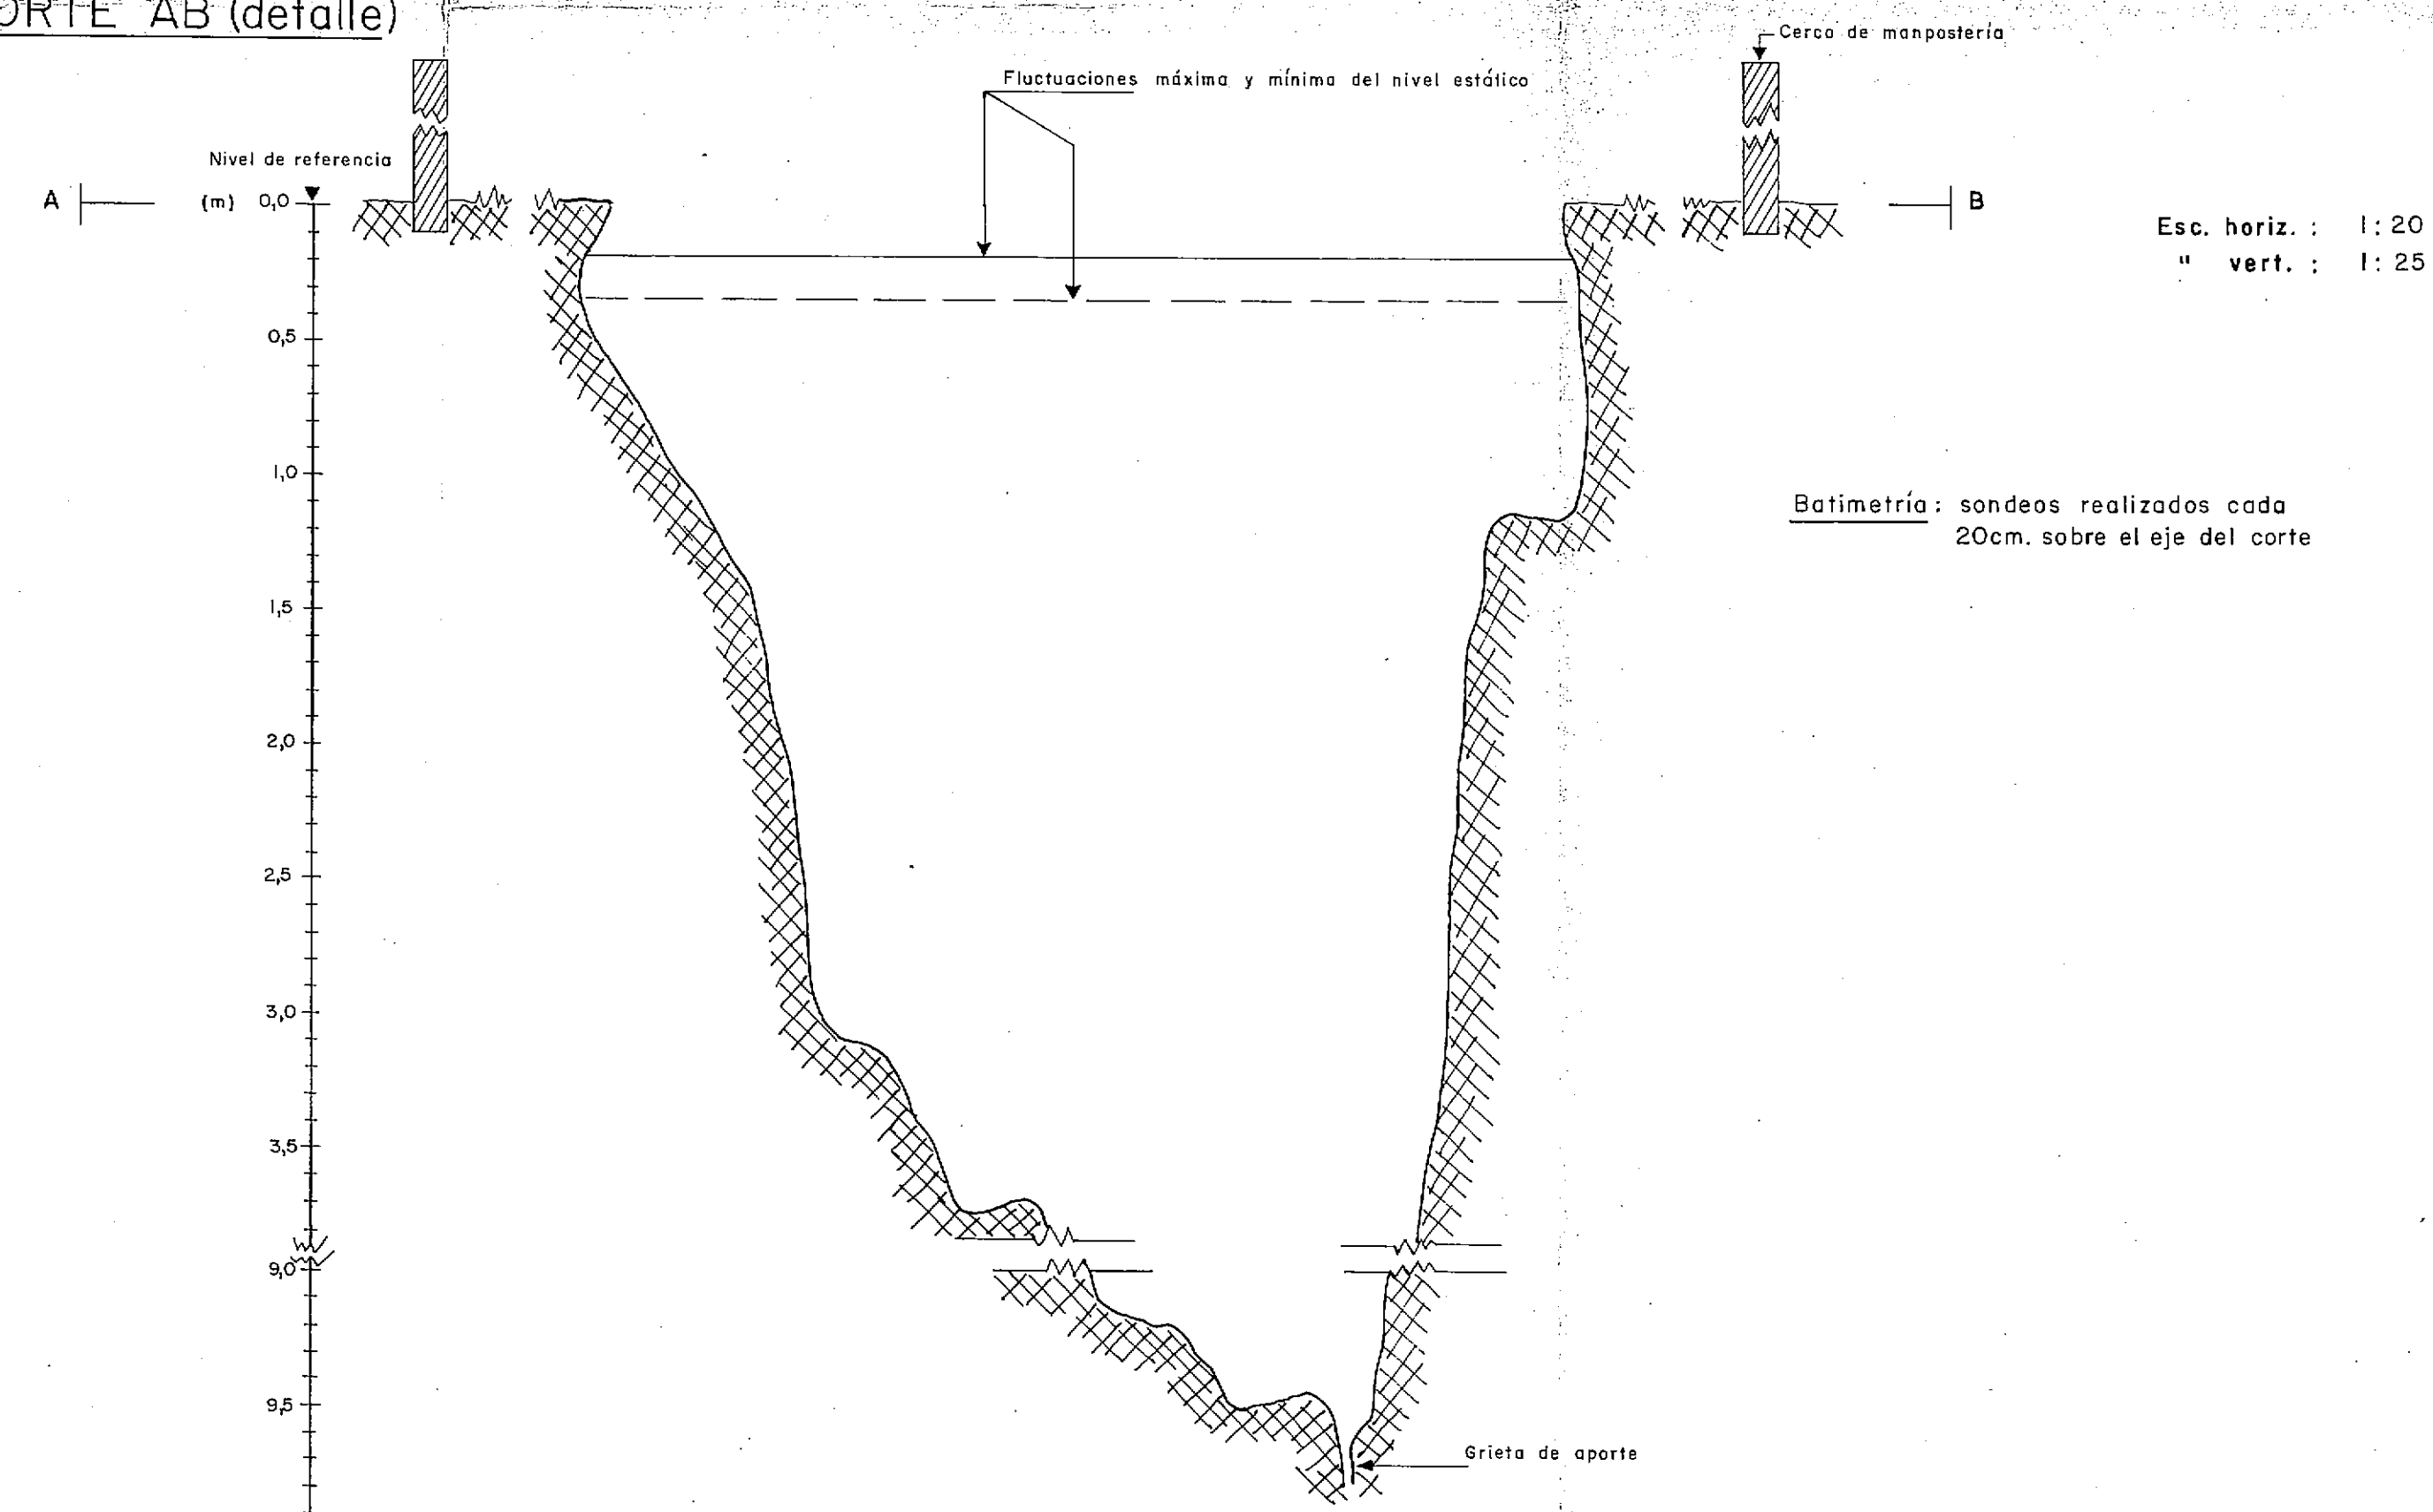 ORTE AB (detalle)
Cerco de manpostería
Fluctuaciones máxima y mínima del nivel estático
Nivel de referencia
A
(m) 0,0
B
Esc. horiz. : 1:20
" vert. : 1:25
0,5
1,0
Batimetría: sondeos realizados cada
20cm. sobre el eje del corte
1,5
2,0
2,5
3,0
3,5
9,0
9,5
Grieta de aporte